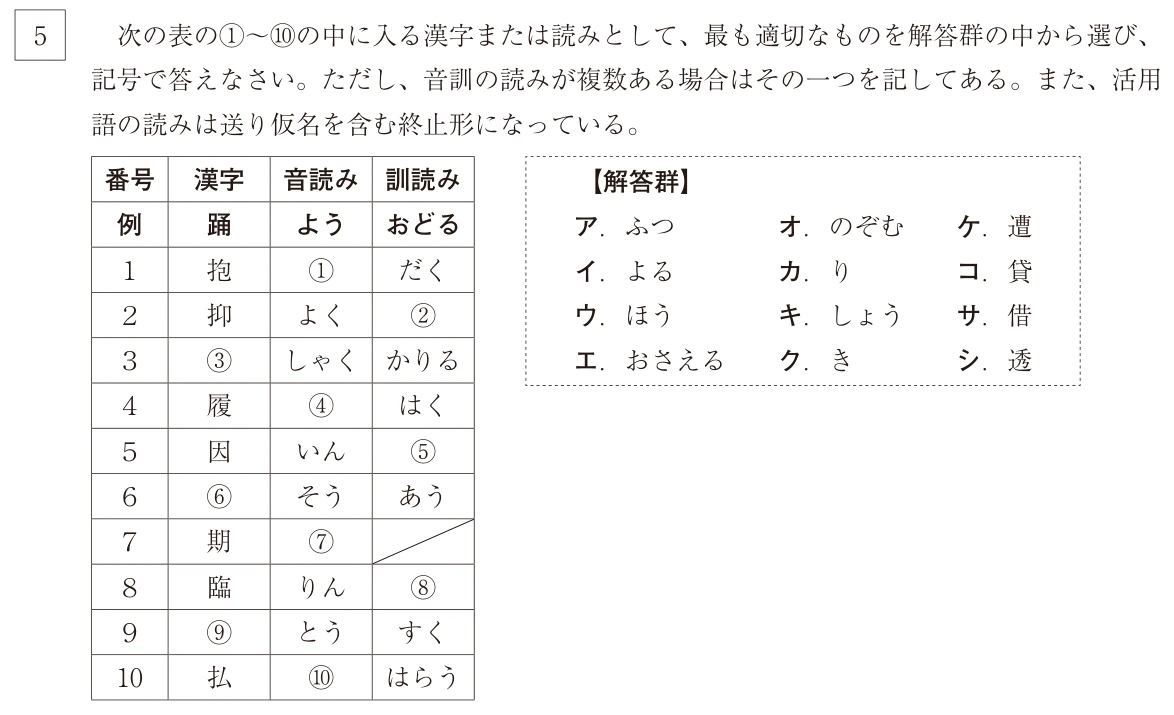 5
次の表の①～⑩の中に入る漢字または読みとして、最も適切なものを解答群の中から選び、
記号で答えなさい。ただし、音訓の読みが複数ある場合はその一つを記してある。また、活用
語の読みは送り仮名を含む終止形になっている。
番号 漢字 音読み 訓読み
例 踊 よう おどる
1 抱 ① だく
2 抑 よく ②
3 ③ しゃく かりる
4 履 ④ はく
5 因 いん ⑤
6 ⑥ そう あう
7 期 ⑦
8 臨 りん ⑧
9 ⑨ とう すく
10 払 ⑩ はらう
【解答群】
ア．ふつ オ．のぞむ ケ．遭
イ．よる カ．り コ．貸
ウ．ほう キ．しょう サ．借
エ．おさえる ク．き シ．透